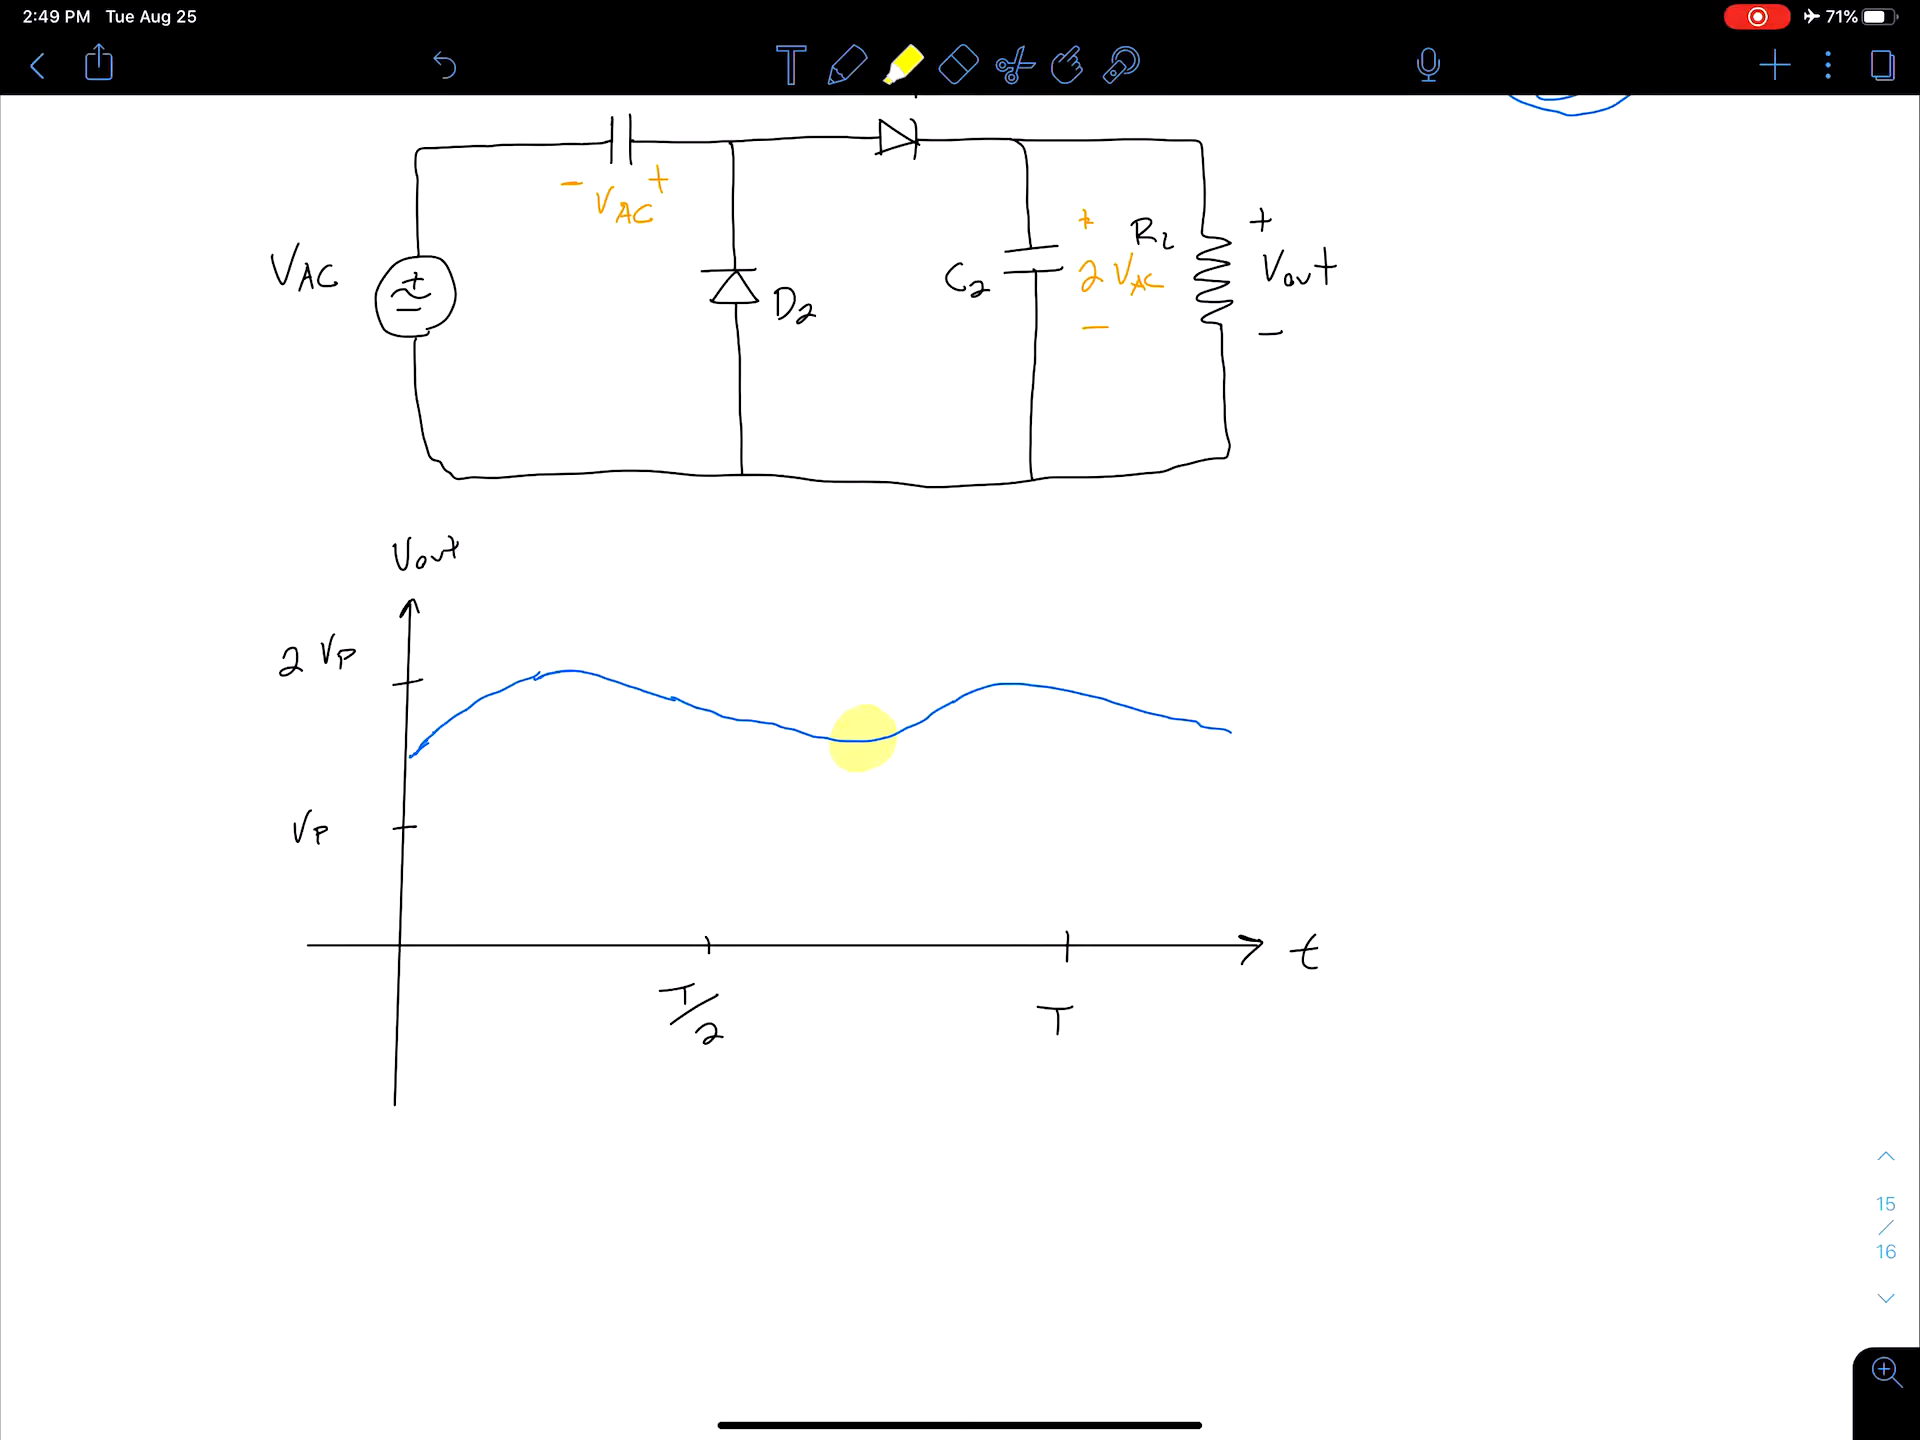 2:49 PM Tue Aug 25
71%
T
- +
VAC
VAC
+
-
D2
C2
+
2 VAC
-
R2
+
Vout
-
Vout
2 Vp
Vp
t
T/2
T
15
/
16